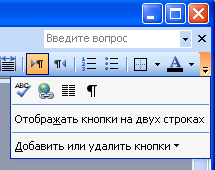 Введите вопрос
Отображать кнопки на двух строках
Добавить или удалить кнопки